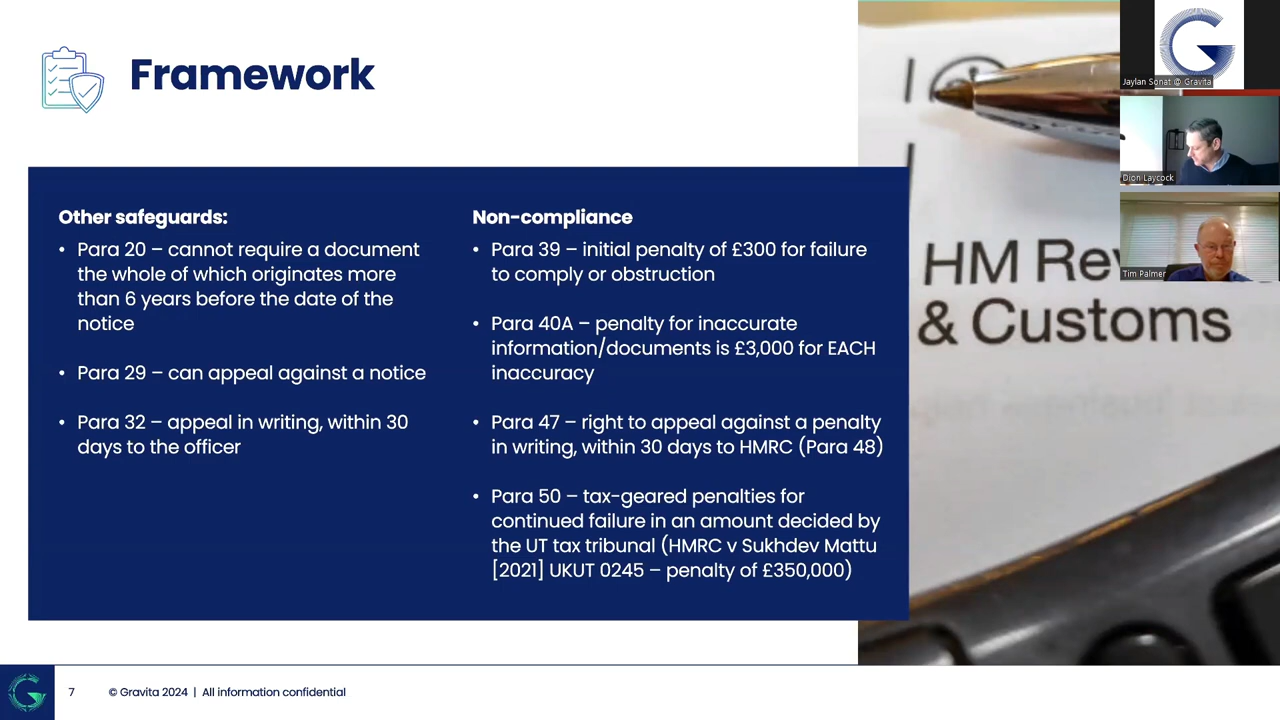 Framework
Other safeguards:
• Para 20 – cannot require a document
the whole of which originates more
than 6 years before the date of the
notice
• Para 29 – can appeal against a notice
• Para 32 – appeal in writing, within 30
days to the officer
Non-compliance
• Para 39 – initial penalty of £300 for failure
to comply or obstruction
• Para 40A – penalty for inaccurate
information/documents is £3,000 for EACH
inaccuracy
• Para 47 – right to appeal against a penalty
in writing, within 30 days to HMRC (Para 48)
• Para 50 – tax-geared penalties for
continued failure in an amount decided by
the UT tax tribunal (HMRC v Sukhdev Mattu
[2021] UKUT 0245 – penalty of £350,000)
HM Rev
& Customs
Jaylan Sonat @ Gravita
Dion Laycock
Tim Palmer
7
© Gravita 2024 | All information confidential